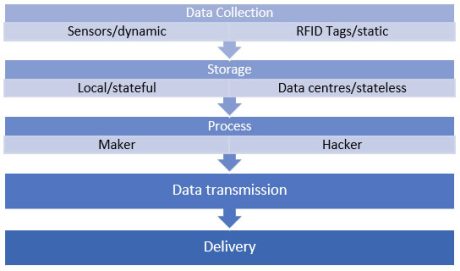 Data Collection
Sensors/dynamic RFID Tags/static
Storage
Local/stateful Data centres/stateless
Process
Maker Hacker
Data transmission
Delivery